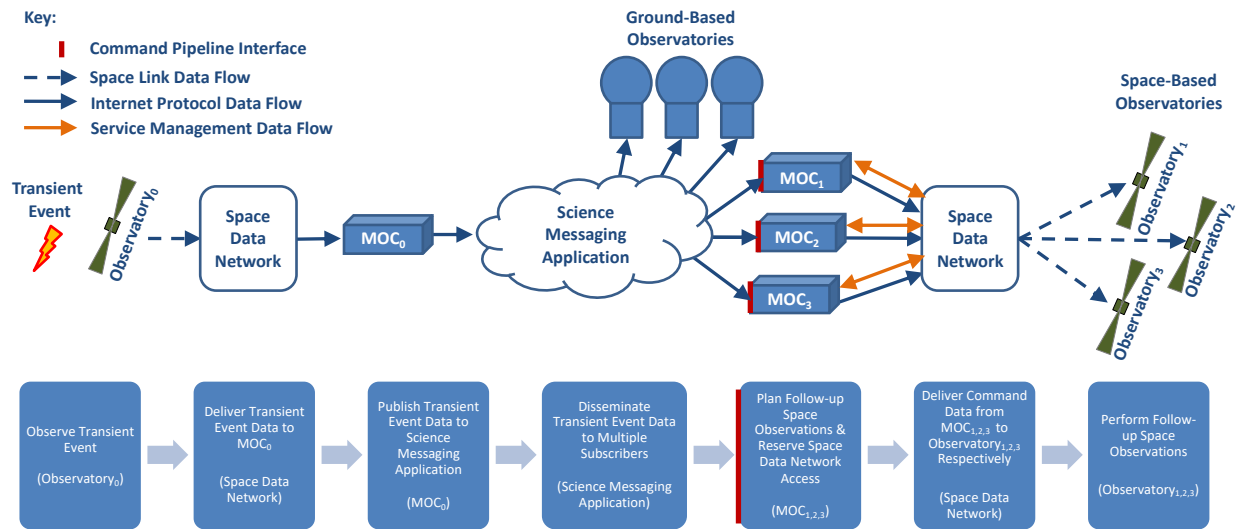 Key:
Command Pipeline Interface
Space Link Data Flow
Internet Protocol Data Flow
Service Management Data Flow
Ground-Based
Observatories
Space-Based
Observatories
Transient
Event
Observatory₀
Space
Data
Network
MOC₀
Science
Messaging
Application
MOC₁
MOC₂
MOC₃
Space
Data
Network
Observatory₁
Observatory₂
Observatory₃
Observe Transient
Event
(Observatory₀)
Deliver Transient
Event Data to
MOC₀
(Space Data
Network)
Publish Transient
Event Data to
Science
Messaging
Application
(MOC₀)
Disseminate
Transient Event Data
to Multiple
Subscribers
(Science Messaging
Application)
Plan Follow-up
Space
Observations &
Reserve Space
Data Network
Access
(MOC₁,₂,₃)
Deliver Command
Data from
MOC₁,₂,₃ to
Observatory₁,₂,₃
Respectively
(Space Data
Network)
Perform Follow-
up Space
Observations
(Observatory₁,₂,₃)